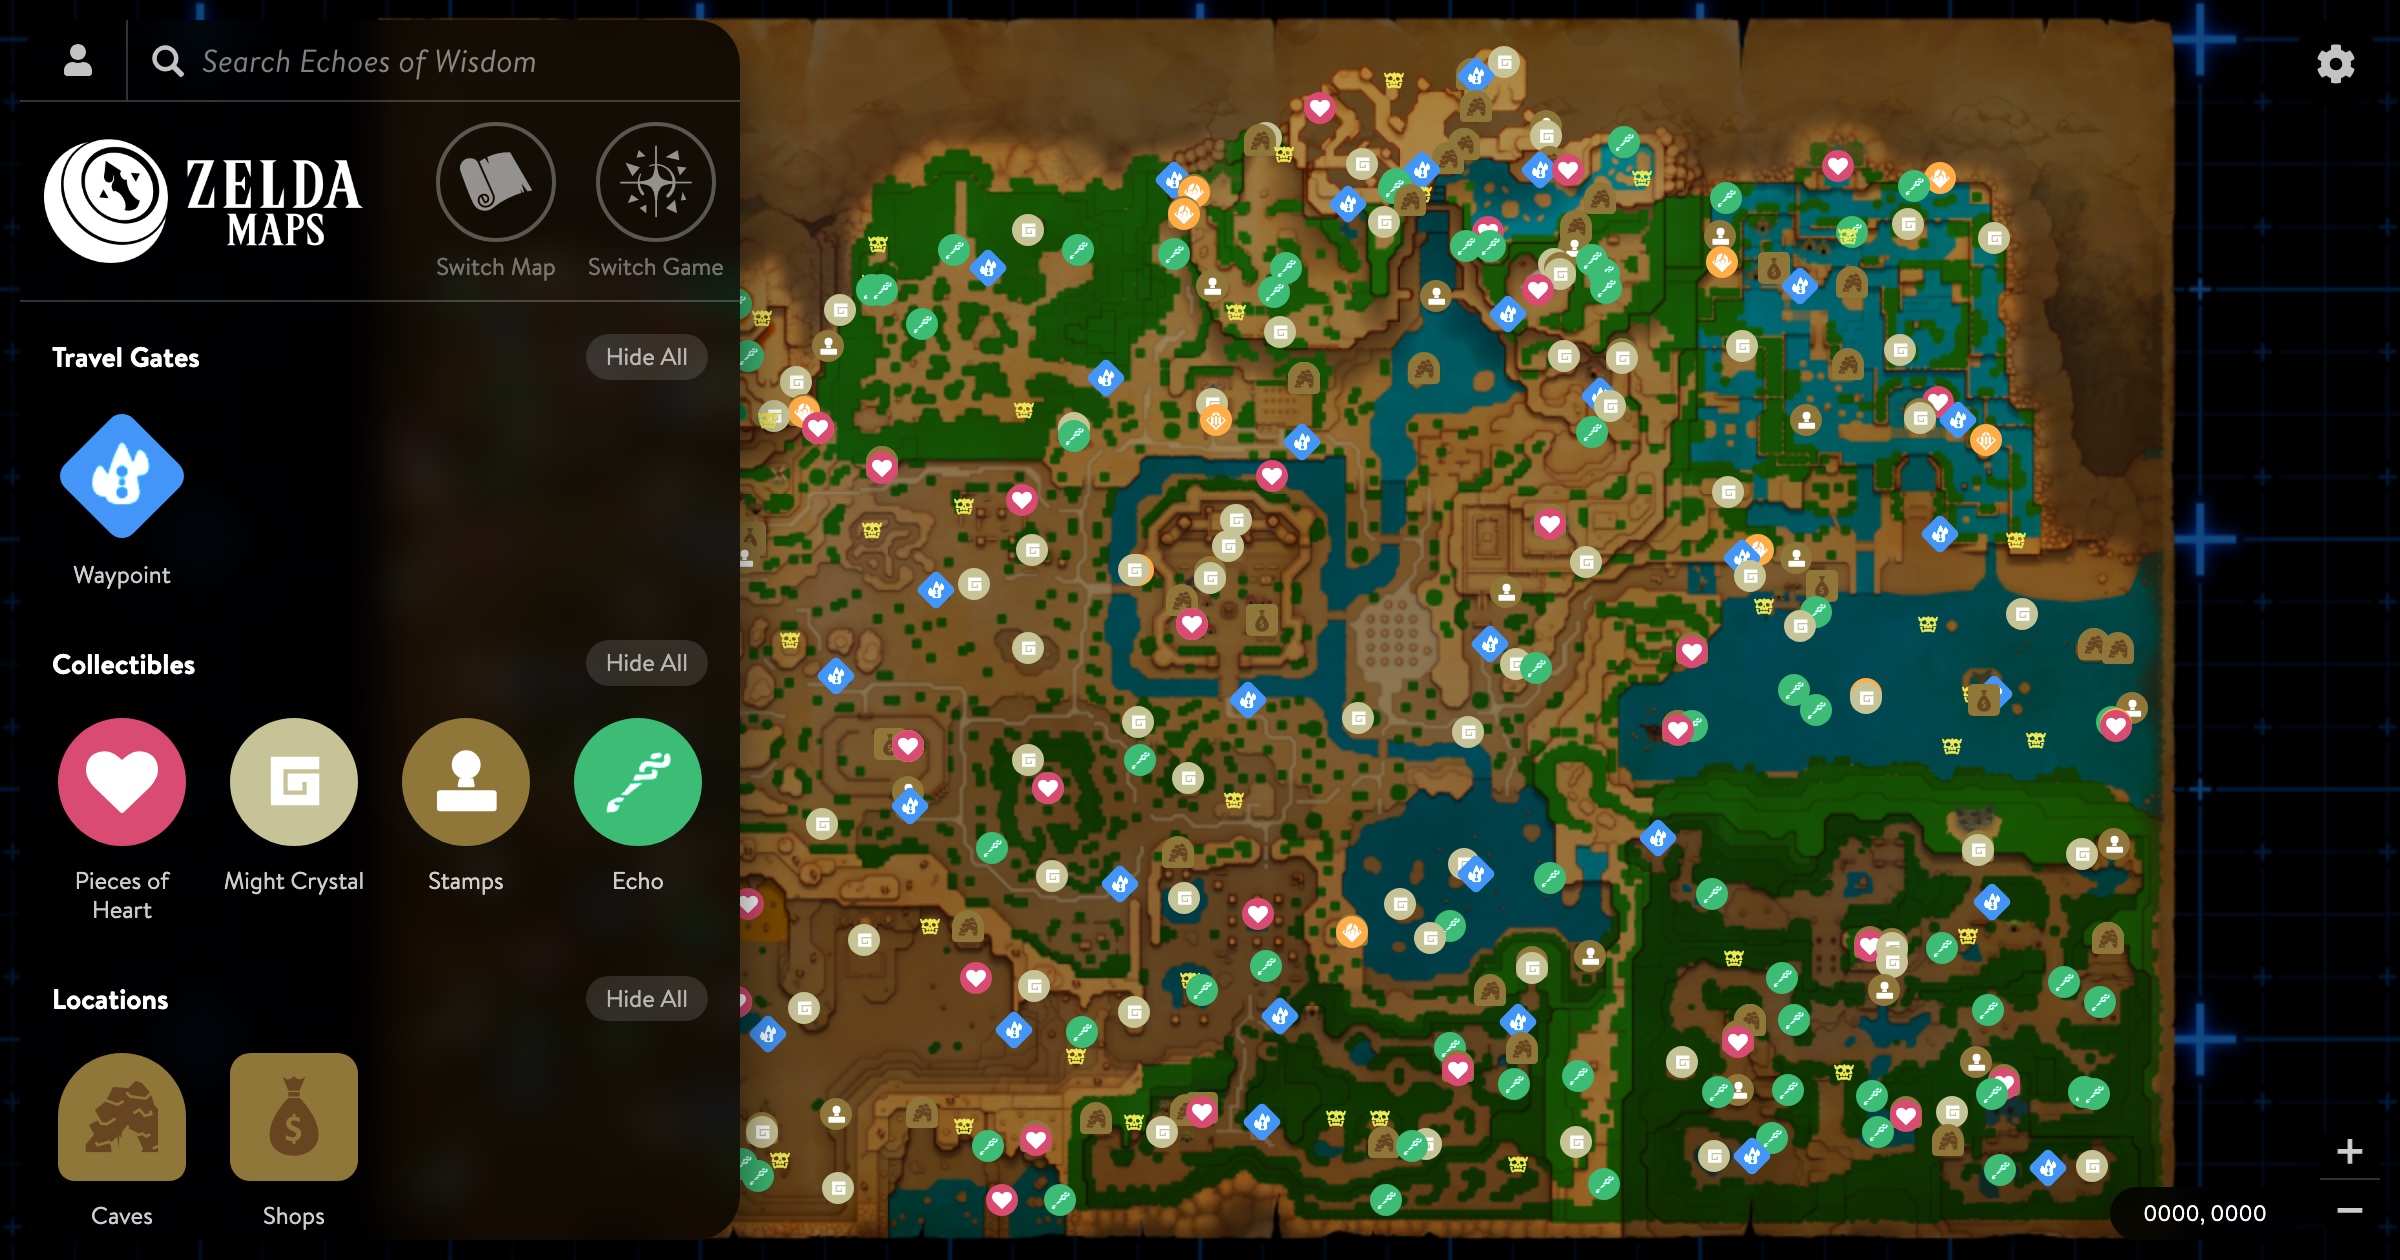 Search Echoes of Wisdom
ZELDA
MAPS
Switch Map
Switch Game
Travel Gates
Hide All
Waypoint
Collectibles
Hide All
Pieces of
Heart
Might Crystal
Stamps
Echo
Locations
Hide All
$
Caves
Shops
0000, 0000